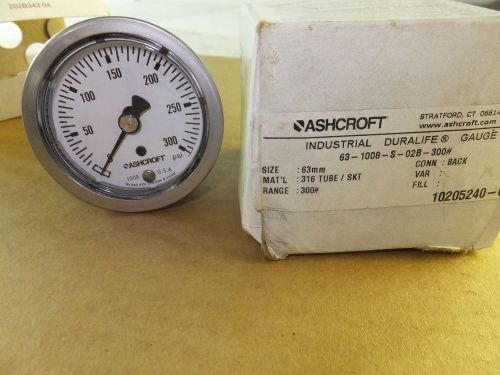 202B343-04
50
100
150
200
250
300
psi
ASHCROFT
1008
U.S.A.
ASHCROFT
STRATFORD, CT 06614
www.ashcroft.com
INDUSTRIAL DURALIFE® GAUGE
63-1008-S-02B-300#
SIZE : 63mm CONN : BACK
MAT'L : 316 TUBE / SKT VAR :
RANGE : 300# FILL :
10205240-